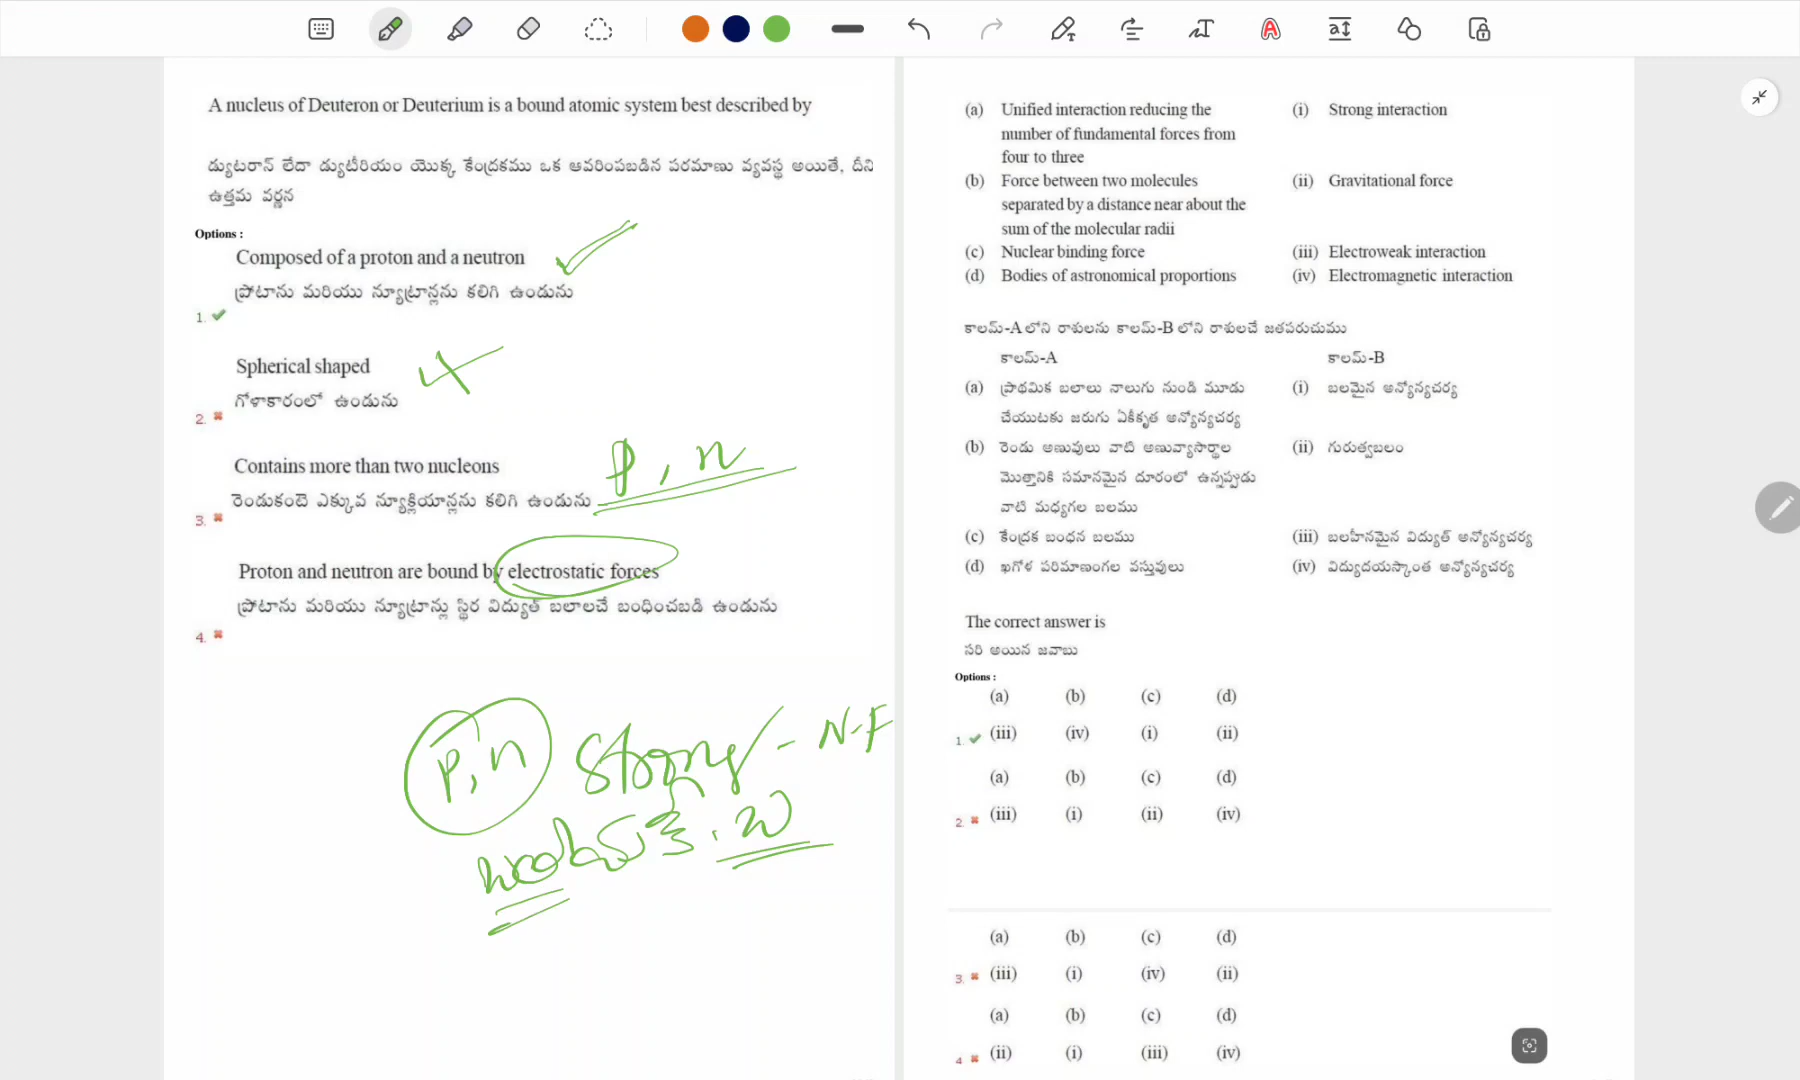 A nucleus of Deuteron or Deuterium is a bound atomic system best described by
డ్యుటరాన్ లేదా డ్యుటీరియం యొక్క కేంద్రకము ఒక ఆవరింపబడిన పరమాణు వ్యవస్థ అయితే, దీని
ఉత్తమ వర్ణన
Options :
Composed of a proton and a neutron
ప్రోటాను మరియు న్యూట్రాన్లను కలిగి ఉండును
1.
Spherical shaped
గోళాకారంలో ఉండును
2.
Contains more than two nucleons
రెండుకంటె ఎక్కువ న్యూక్లియాన్లను కలిగి ఉండును
3.
p, n
Proton and neutron are bound by electrostatic forces
ప్రోటాను మరియు న్యూట్రాన్లు స్థిర విద్యుత్ బలాలచే బంధించబడి ఉండును
4.
p, n Strong - N-F
(a) Unified interaction reducing the (i) Strong interaction
number of fundamental forces from
four to three
(b) Force between two molecules (ii) Gravitational force
separated by a distance near about the
sum of the molecular radii
(c) Nuclear binding force (iii) Electroweak interaction
(d) Bodies of astronomical proportions (iv) Electromagnetic interaction
కాలమ్-A లోని రాశులను కాలమ్-B లోని రాశులచే జతపరుచుము
కాలమ్-A కాలమ్-B
(a) ప్రాథమిక బలాలు నాలుగు నుండి మూడు (i) బలమైన అన్యోన్యచర్య
చేయుటకు జరుగు ఏకీకృత అన్యోన్యచర్య
(b) రెండు అణువులు వాటి అణువ్యాసార్థాల (ii) గురుత్వబలం
మొత్తానికి సమానమైన దూరంలో ఉన్నప్పుడు
వాటి మధ్యగల బలము
(c) కేంద్రక బంధన బలము (iii) బలహీనమైన విద్యుత్ అన్యోన్యచర్య
(d) ఖగోళ పరిమాణంగల వస్తువులు (iv) విద్యుదయస్కాంత అన్యోన్యచర్య
The correct answer is
సరి అయిన జవాబు
Options :
(a) (b) (c) (d)
1. (iii) (iv) (i) (ii)
(a) (b) (c) (d)
2. (iii) (i) (ii) (iv)
(a) (b) (c) (d)
3. (iii) (i) (iv) (ii)
(a) (b) (c) (d)
4. (ii) (i) (iii) (iv)